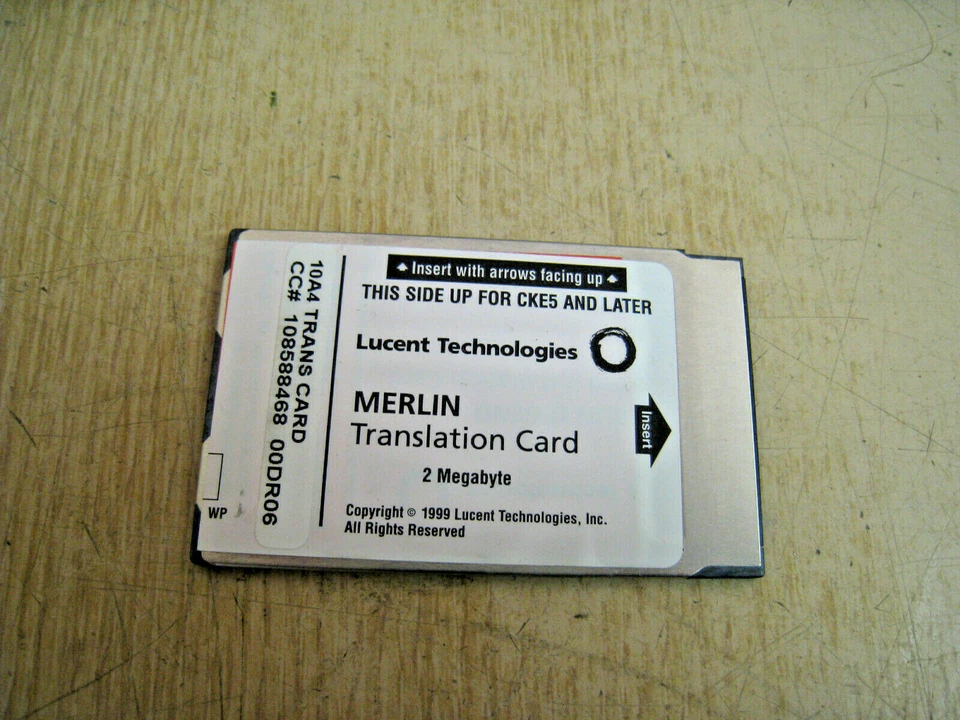 Insert with arrows facing up
THIS SIDE UP FOR CKE5 AND LATER
Lucent Technologies
MERLIN
Translation Card
2 Megabyte
Copyright © 1999 Lucent Technologies, Inc.
All Rights Reserved
Insert
10A4 TRANS CARD
CC# 108588468 00DR06
WP